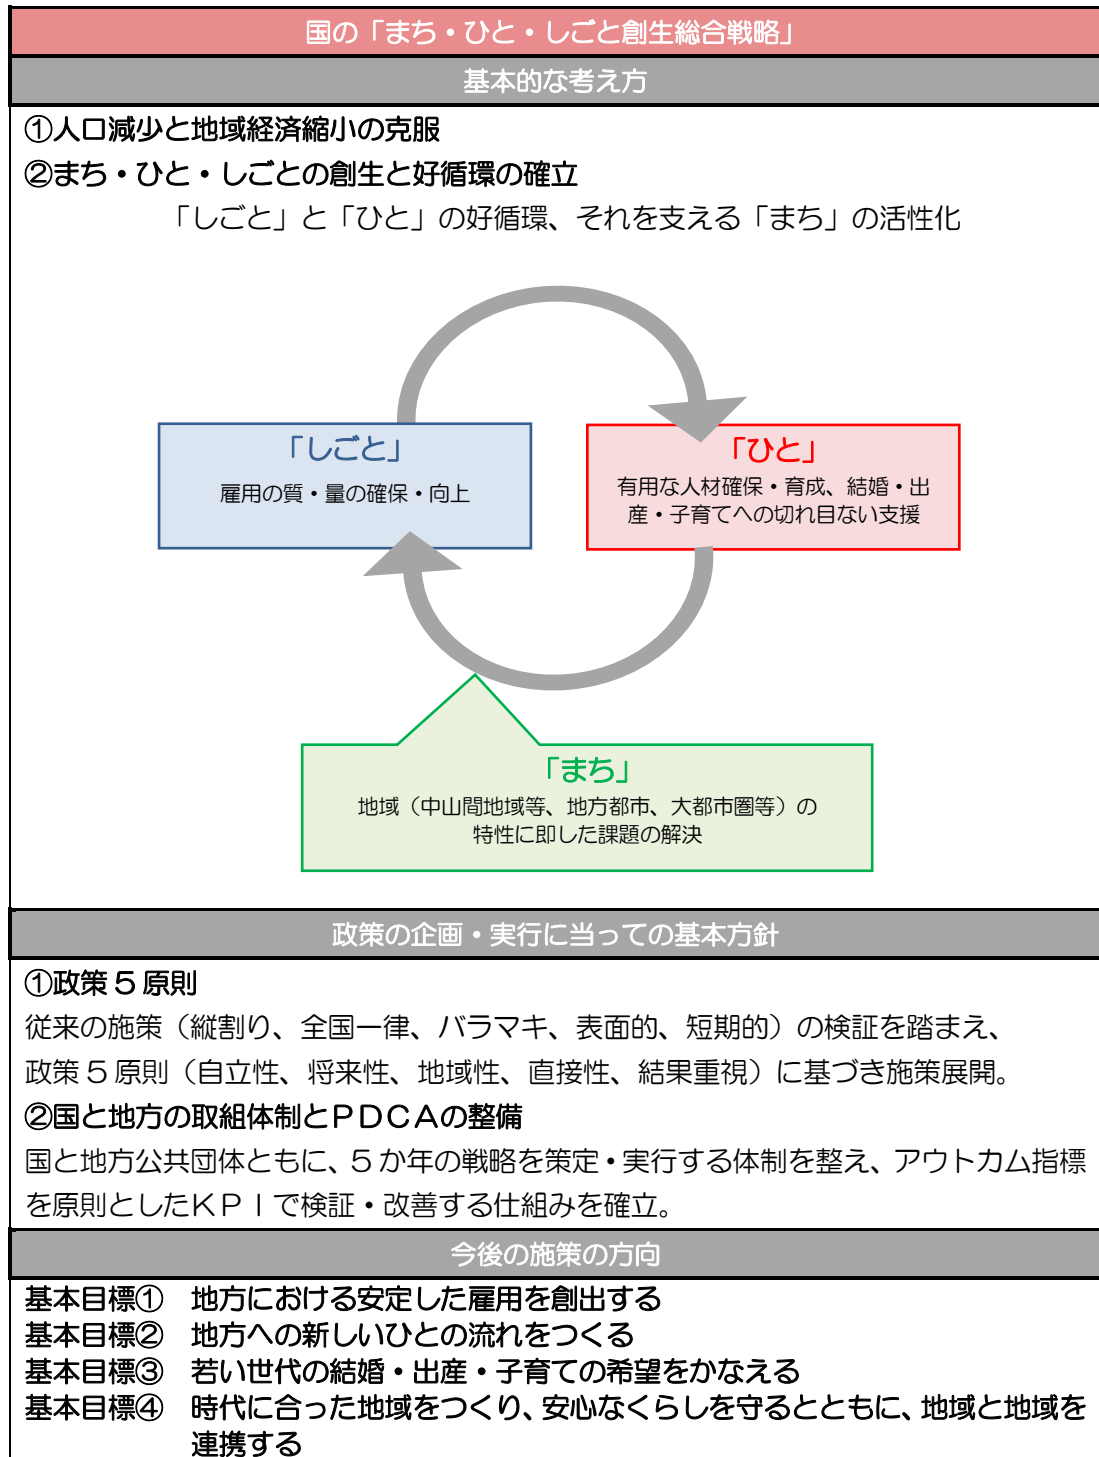 国の「まち・ひと・しごと創生総合戦略」
基本的な考え方
①人口減少と地域経済縮小の克服
②まち・ひと・しごとの創生と好循環の確立
「しごと」と「ひと」の好循環、それを支える「まち」の活性化
「しごと」
雇用の質・量の確保・向上
「ひと」
有用な人材確保・育成、結婚・出
産・子育てへの切れ目ない支援
「まち」
地域（中山間地域等、地方都市、大都市圏等）の
特性に即した課題の解決
政策の企画・実行に当っての基本方針
①政策５原則
従来の施策（縦割り、全国一律、バラマキ、表面的、短期的）の検証を踏まえ、
政策５原則（自立性、将来性、地域性、直接性、結果重視）に基づき施策展開。
②国と地方の取組体制とＰＤＣＡの整備
国と地方公共団体ともに、５か年の戦略を策定・実行する体制を整え、アウトカム指標
を原則としたＫＰＩで検証・改善する仕組みを確立。
今後の施策の方向
基本目標①　地方における安定した雇用を創出する
基本目標②　地方への新しいひとの流れをつくる
基本目標③　若い世代の結婚・出産・子育ての希望をかなえる
基本目標④　時代に合った地域をつくり、安心なくらしを守るとともに、地域と地域を
連携する